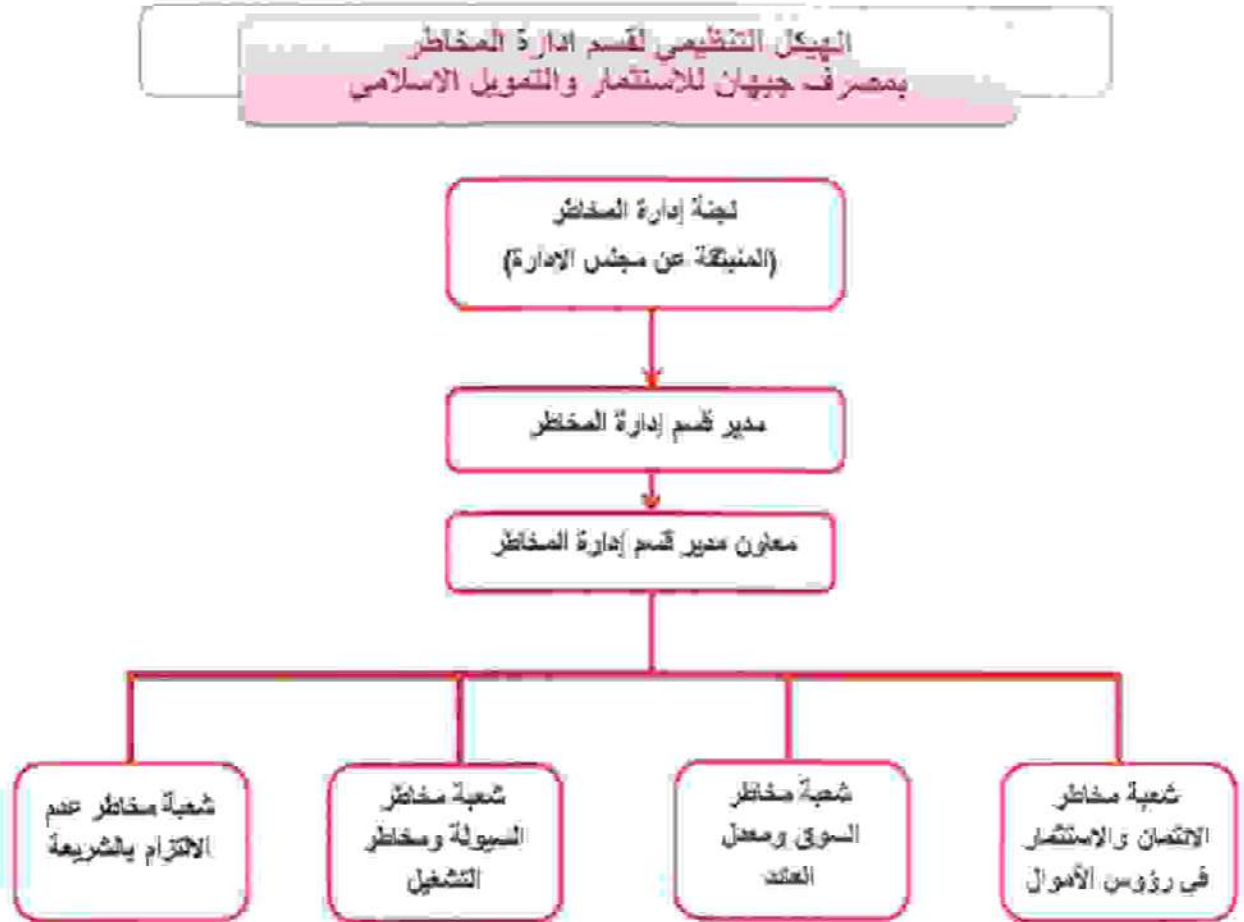 الهيكل التنظيمي لقسم ادارة المخاطر
بمصرف جيهان للاستثمار والتمويل الاسلامي
لجنة إدارة المخاطر
(المنبثقة عن مجلس الإدارة)
مدير قسم إدارة المخاطر
معاون مدير قسم إدارة المخاطر
شعبة مخاطر
الائتمان والاستثمار
في رؤوس الأموال
شعبة مخاطر
السوق ومعدل
العائد
شعبة مخاطر
السيولة ومخاطر
التشغيل
شعبة مخاطر عدم
الالتزام بالشريعة